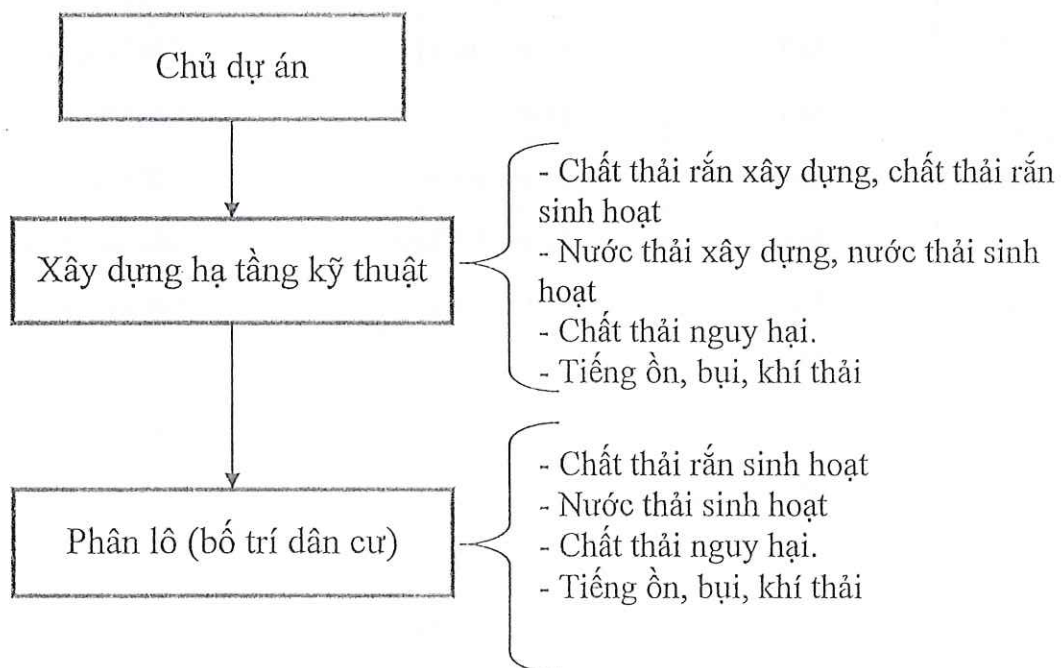 Chủ dự án
Xây dựng hạ tầng kỹ thuật
- Chất thải rắn xây dựng, chất thải rắn
sinh hoạt
- Nước thải xây dựng, nước thải sinh
hoạt
- Chất thải nguy hại.
- Tiếng ồn, bụi, khí thải
Phân lô (bố trí dân cư)
- Chất thải rắn sinh hoạt
- Nước thải sinh hoạt
- Chất thải nguy hại.
- Tiếng ồn, bụi, khí thải